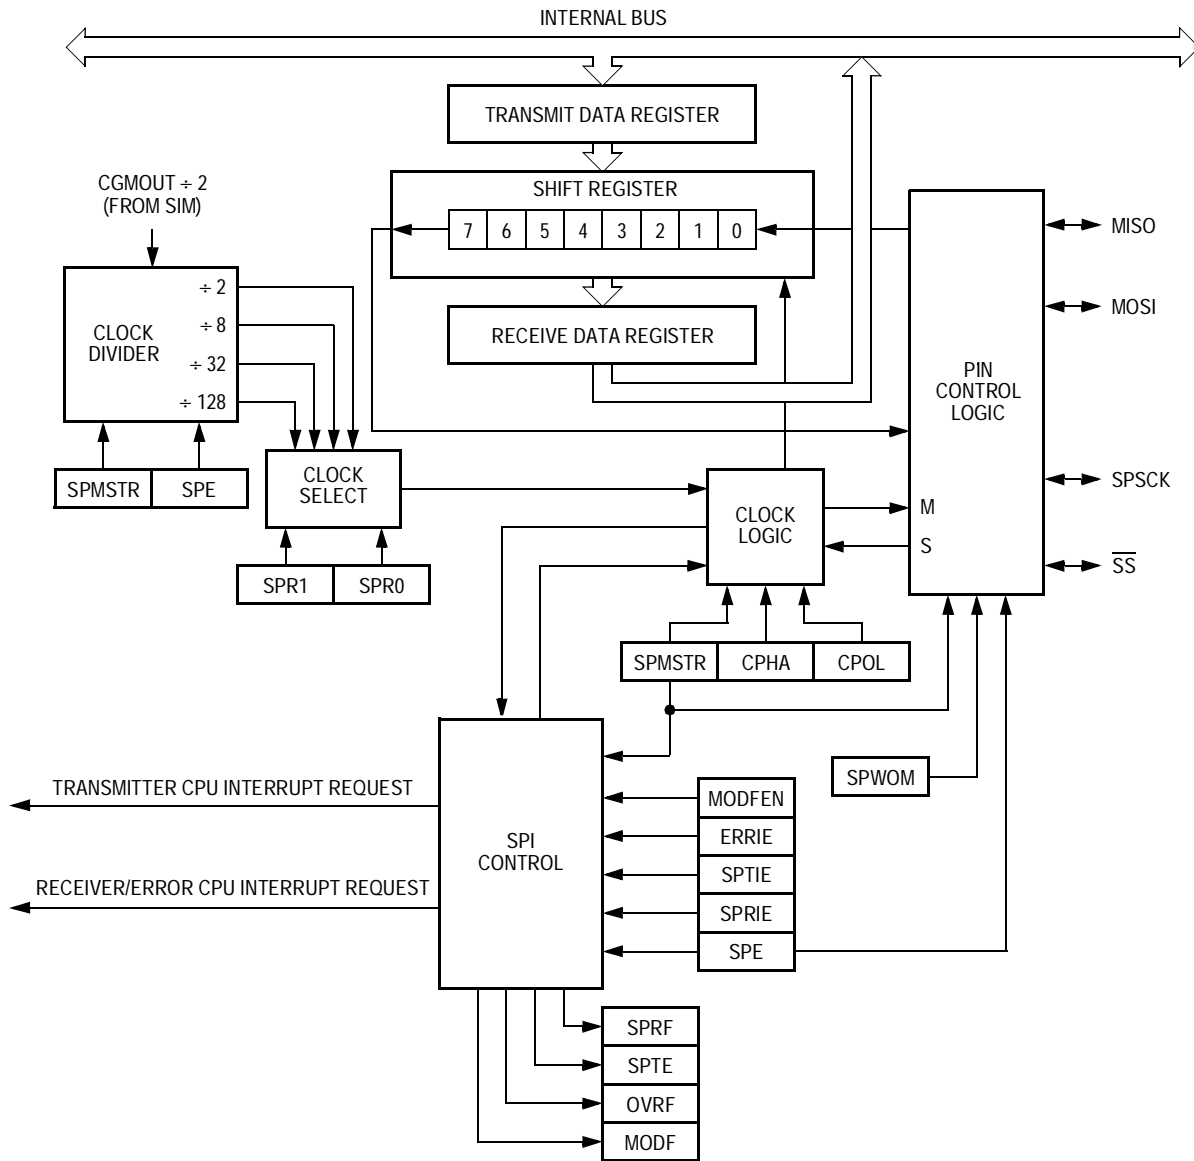 INTERNAL BUS
TRANSMIT DATA REGISTER
CGMOUT ÷ 2
(FROM SIM)
SHIFT REGISTER
7 6 5 4 3 2 1 0
MISO
÷ 2
CLOCK
DIVIDER
÷ 8
÷ 32
÷ 128
RECEIVE DATA REGISTER
MOSI
PIN
CONTROL
LOGIC
SPMSTR SPE
CLOCK
SELECT
SPSCK
CLOCK
LOGIC
M
S
SS
SPR1 SPR0
SPMSTR CPHA CPOL
SPWOM
TRANSMITTER CPU INTERRUPT REQUEST
MODFEN
ERRIE
SPI
CONTROL
SPTIE
RECEIVER/ERROR CPU INTERRUPT REQUEST
SPRIE
SPE
SPRF
SPTE
OVRF
MODF